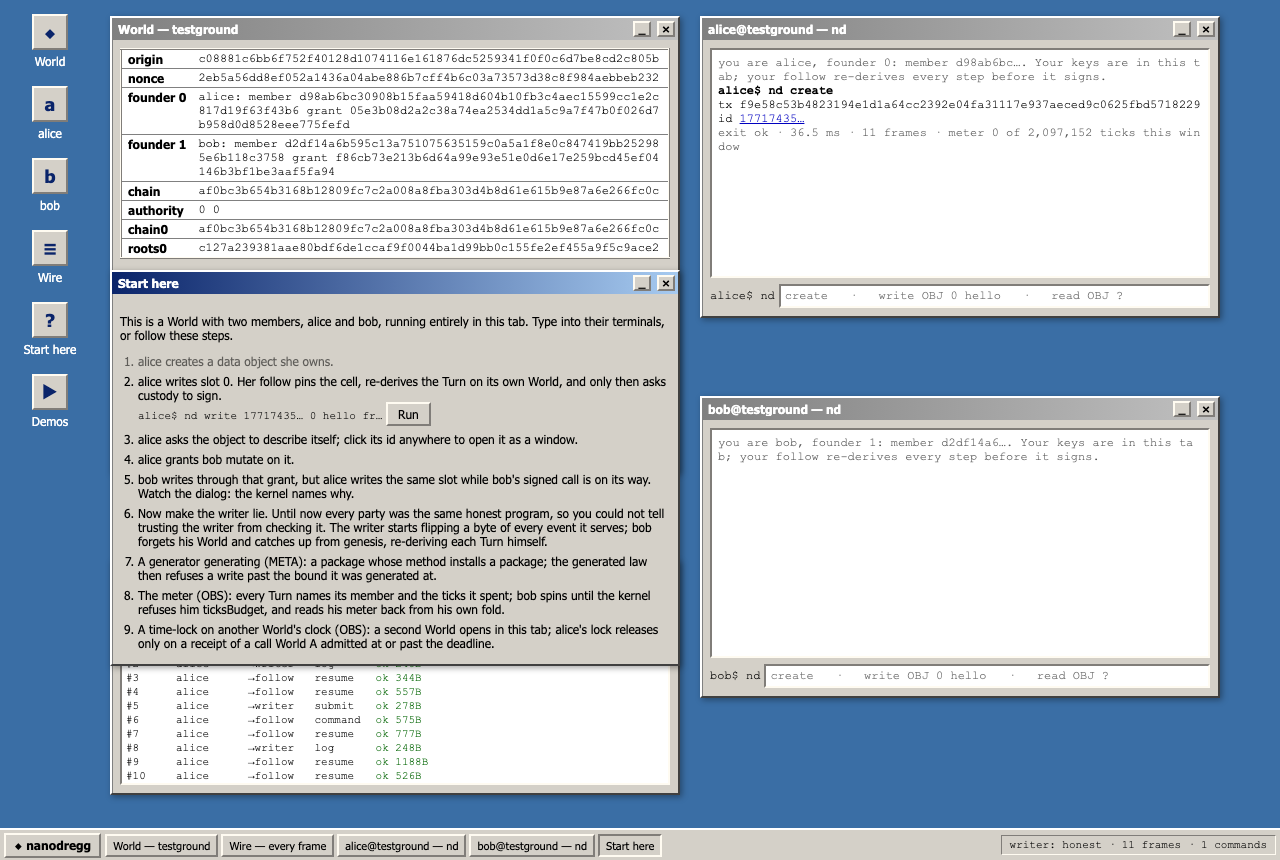 World
alice
bob
Wire
Start here
Demos
World — testground
origin c08881c6bb6f752f40128d1074116e161876dc5259341f0f0c6d7be8cd2c805b
nonce 2eb5a56dd8ef052a1436a04abe886b7cff4b6c03a73573d38c8f984aebbeb232
founder 0 alice: member d98ab6bc30908b15faa59418d604b10fb3c4aec15599cc1e2c
817d19f63f43b6 grant 05e3b08d2a2c38a74ea2534dd1a5c9a7f47b0f026d7
b958d0d8528eee775fefd
founder 1 bob: member d2df14a6b595c13a751075635159c0a5a1f8e0c847419bb25298
5e6b118c3758 grant f86cb73e213b6d64a99e93e51e0d6e17e259bcd45ef04
146b3bf1be3aaf5fa94
chain af0bc3b654b3168b12809fc7c2a008a8fba303d4b8d61e615b9e87a6e266fc0c
authority 0 0
chain0 af0bc3b654b3168b12809fc7c2a008a8fba303d4b8d61e615b9e87a6e266fc0c
roots0 c127a239381aae80bdf6de1ccaf9f0044ba1d99bb0c155fe2ef455a9f5c9ace2
Start here
This is a World with two members, alice and bob, running entirely in this tab. Type into their terminals,
or follow these steps.
1. alice creates a data object she owns.
2. alice writes slot 0. Her follow pins the cell, re-derives the Turn on its own World, and only then asks
custody to sign.
alice$ nd write 17717435… 0 hello fr… Run
3. alice asks the object to describe itself; click its id anywhere to open it as a window.
4. alice grants bob mutate on it.
5. bob writes through that grant, but alice writes the same slot while bob's signed call is on its way.
Watch the dialog: the kernel names why.
6. Now make the writer lie. Until now every party was the same honest program, so you could not tell
trusting the writer from checking it. The writer starts flipping a byte of every event it serves; bob
forgets his World and catches up from genesis, re-deriving each Turn himself.
7. A generator generating (META): a package whose method installs a package; the generated law
then refuses a write past the bound it was generated at.
8. The meter (OBS): every Turn names its member and the ticks it spent; bob spins until the kernel
refuses him ticksBudget, and reads his meter back from his own fold.
9. A time-lock on another World's clock (OBS): a second World opens in this tab; alice's lock releases
only on a receipt of a call World A admitted at or past the deadline.
#3 alice →follow resume ok 344B
#4 alice →follow resume ok 557B
#5 alice →writer submit ok 278B
#6 alice →follow command ok 575B
#7 alice →follow resume ok 777B
#8 alice →writer log ok 248B
#9 alice →follow resume ok 1188B
#10 alice →follow resume ok 526B
alice@testground — nd
you are alice, founder 0: member d98ab6bc…. Your keys are in this t
ab; your follow re-derives every step before it signs.
alice$ nd create
tx f9e58c53b4823194e1d1a64cc2392e04fa31117e937aeced9c0625fbd5718229
id 17717435…
exit ok · 36.5 ms · 11 frames · meter 0 of 2,097,152 ticks this win
dow
alice$ nd create · write OBJ 0 hello · read OBJ ?
bob@testground — nd
you are bob, founder 1: member d2df14a6…. Your keys are in this ta
b; your follow re-derives every step before it signs.
bob$ nd create · write OBJ 0 hello · read OBJ ?
◆ nanodregg World — testground Wire — every frame alice@testground — nd bob@testground — nd Start here writer: honest · 11 frames · 1 commands